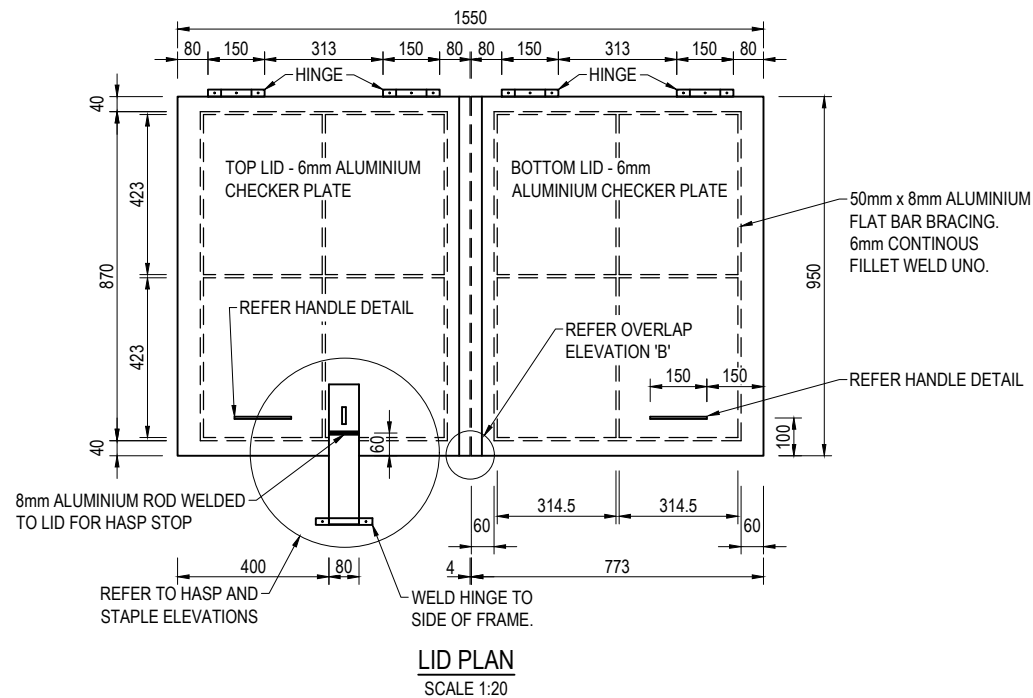 1550
80
150
313
150
80
80
150
313
150
80
HINGE
HINGE
40
TOP LID - 6mm ALUMINIUM
CHECKER PLATE
BOTTOM LID - 6mm
ALUMINIUM CHECKER PLATE
423
870
50mm x 8mm ALUMINIUM
FLAT BAR BRACING.
6mm CONTINOUS
FILLET WELD UNO.
950
REFER HANDLE DETAIL
REFER OVERLAP
ELEVATION 'B'
423
150
150
REFER HANDLE DETAIL
40
60
100
8mm ALUMINIUM ROD WELDED
TO LID FOR HASP STOP
314.5
314.5
60
60
400
80
4
773
REFER TO HASP AND
STAPLE ELEVATIONS
WELD HINGE TO
SIDE OF FRAME.
LID PLAN
SCALE 1:20